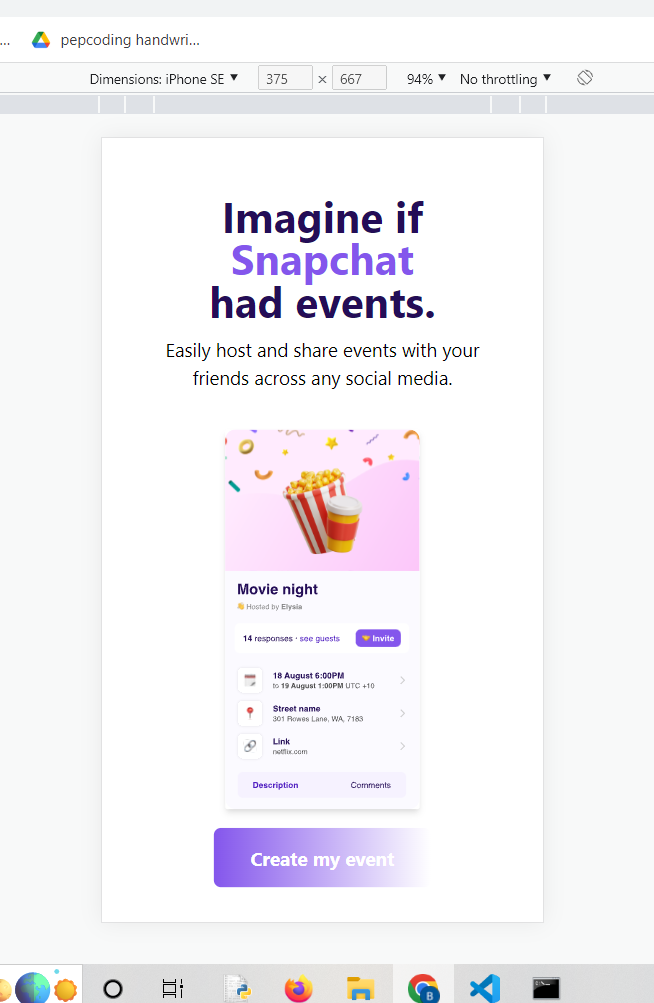 ... pepcoding handwri...
Dimensions: iPhone SE ▼ 375 × 667 94% ▼ No throttling ▼
Imagine if
Snapchat
had events.
Easily host and share events with your
friends across any social media.
Movie night
👋 Hosted by Elysia
14 responses · see guests
🤝 Invite
18 August 6:00PM
to 19 August 1:00PM UTC +10
Street name
301 Rowes Lane, WA, 7183
Link
netflix.com
Description Comments
Create my event
B